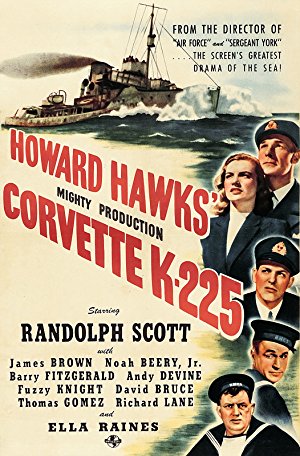 FROM THE DIRECTOR OF
"AIR FORCE" and "SERGEANT YORK"
....THE SCREEN'S GREATEST
DRAMA OF THE SEA!
HOWARD HAWKS'
MIGHTY PRODUCTION
CORVETTE K-225
Starring
RANDOLPH SCOTT
with
James BROWN Noah BEERY, Jr.
Barry FITZGERALD Andy DEVINE
Fuzzy KNIGHT David BRUCE
Thomas GOMEZ Richard LANE
and
ELLA RAINES